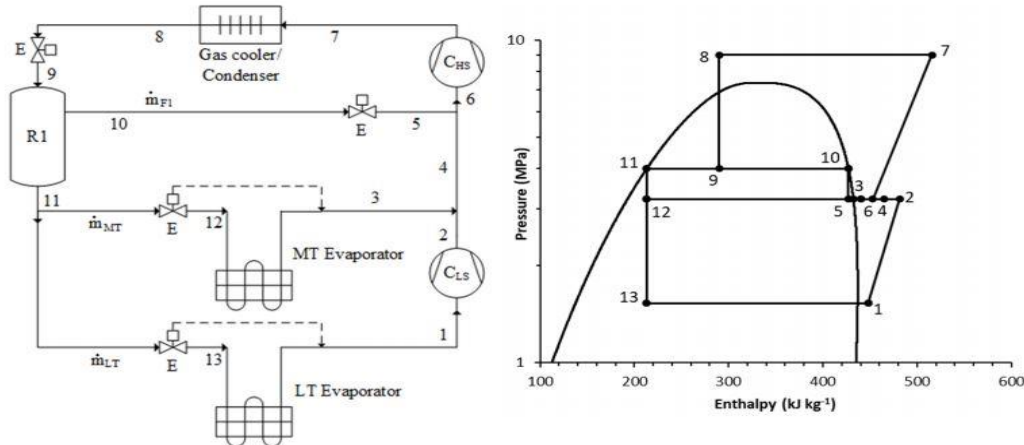 8
7
E
Gas cooler/
Condenser
C_HS
9
ṁ_F1
6
R1
10
E
5
4
11
3
ṁ_MT
E
12
2
MT Evaporator
C_LS
1
ṁ_LT
E
13
LT Evaporator
10
8
7
11
10
9
3
2
12
5
6
4
13
1
1
Pressure (MPa)
100
200
300
400
500
600
Enthalpy (kJ kg⁻¹)